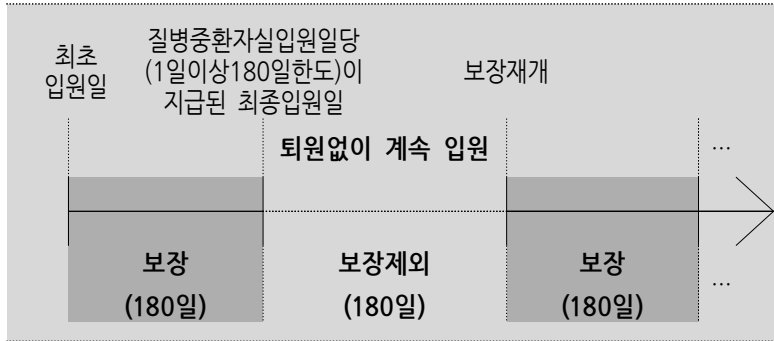 최초
입원일
질병중환자실입원일당
(1일이상180일한도)이
지급된 최종입원일
보장재개
퇴원없이 계속 입원
…
보장
(180일)
보장제외
(180일)
보장
(180일)
…